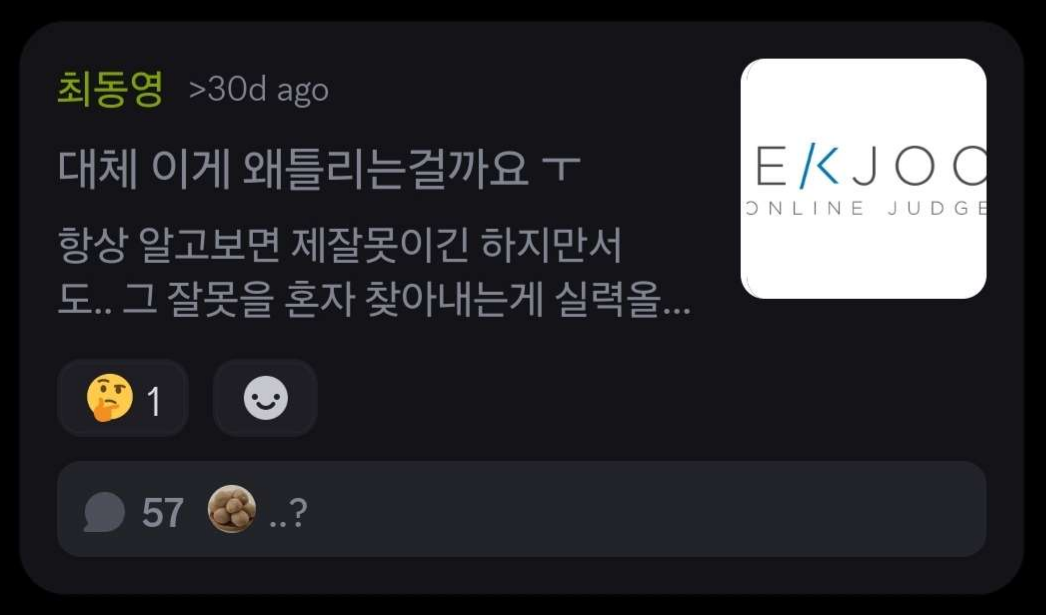 최동영 >30d ago
대체 이게 왜틀리는걸까요 ㅜ
항상 알고보면 제잘못이긴 하지만서
도.. 그 잘못을 혼자 찾아내는게 실력올...
EKJOO
ONLINE JUDGE
1
57 ..?